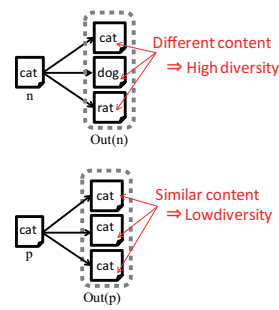 cat
n
cat
dog
rat
Out(n)
Different content
⇒ High diversity
cat
p
cat
cat
cat
Out(p)
Similar content
⇒ Lowdiversity